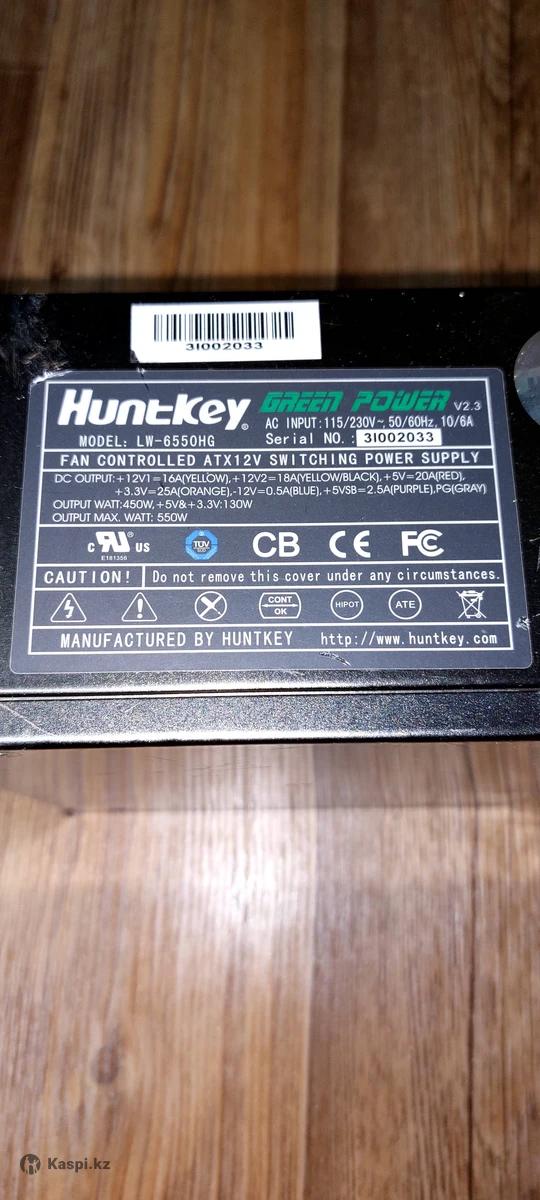 3I002033
Huntkey® GREEN POWER V2.3
AC INPUT:115/230V~, 50/60Hz, 10/6A
MODEL: LW-6550HG Serial NO.: 3I002033
FAN CONTROLLED ATX12V SWITCHING POWER SUPPLY
DC OUTPUT:+12V1=16A(YELLOW),+12V2=18A(YELLOW/BLACK),+5V=20A(RED),
+3.3V=25A(ORANGE),-12V=0.5A(BLUE),+5VSB=2.5A(PURPLE),PG(GRAY)
OUTPUT WATT:450W,+5V&+3.3V:130W
OUTPUT MAX. WATT: 550W
c UR US TÜV SÜD CB CE FC
E181356
CAUTION! Do not remove this cover under any circumstances.
CONT OK HIPOT ATE
MANUFACTURED BY HUNTKEY http://www.huntkey.com
Kaspi.kz